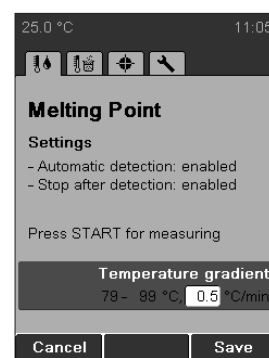 25.0 °C 11:05
Melting Point
Settings
- Automatic detection: enabled
- Stop after detection: enabled
Press START for measuring
Temperature gradient
79 - 99 °C, 0.5 °C/min
Cancel Save